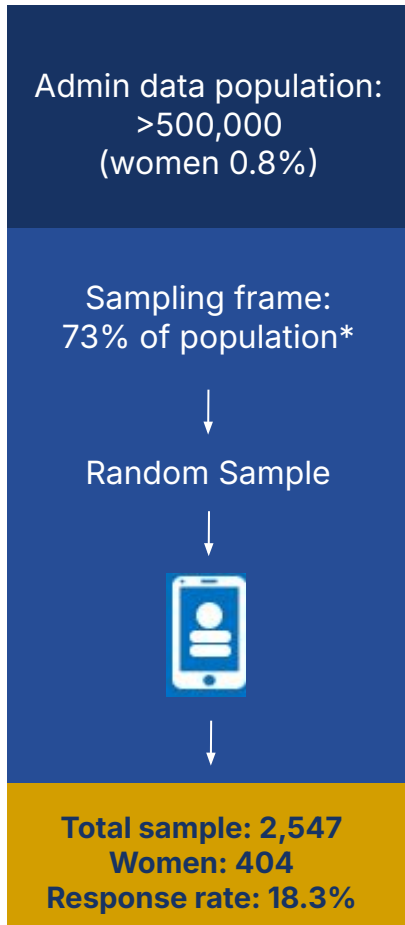 Admin data population:
>500,000
(women 0.8%)
Sampling frame:
73% of population*
Random Sample
Total sample: 2,547
Women: 404
Response rate: 18.3%